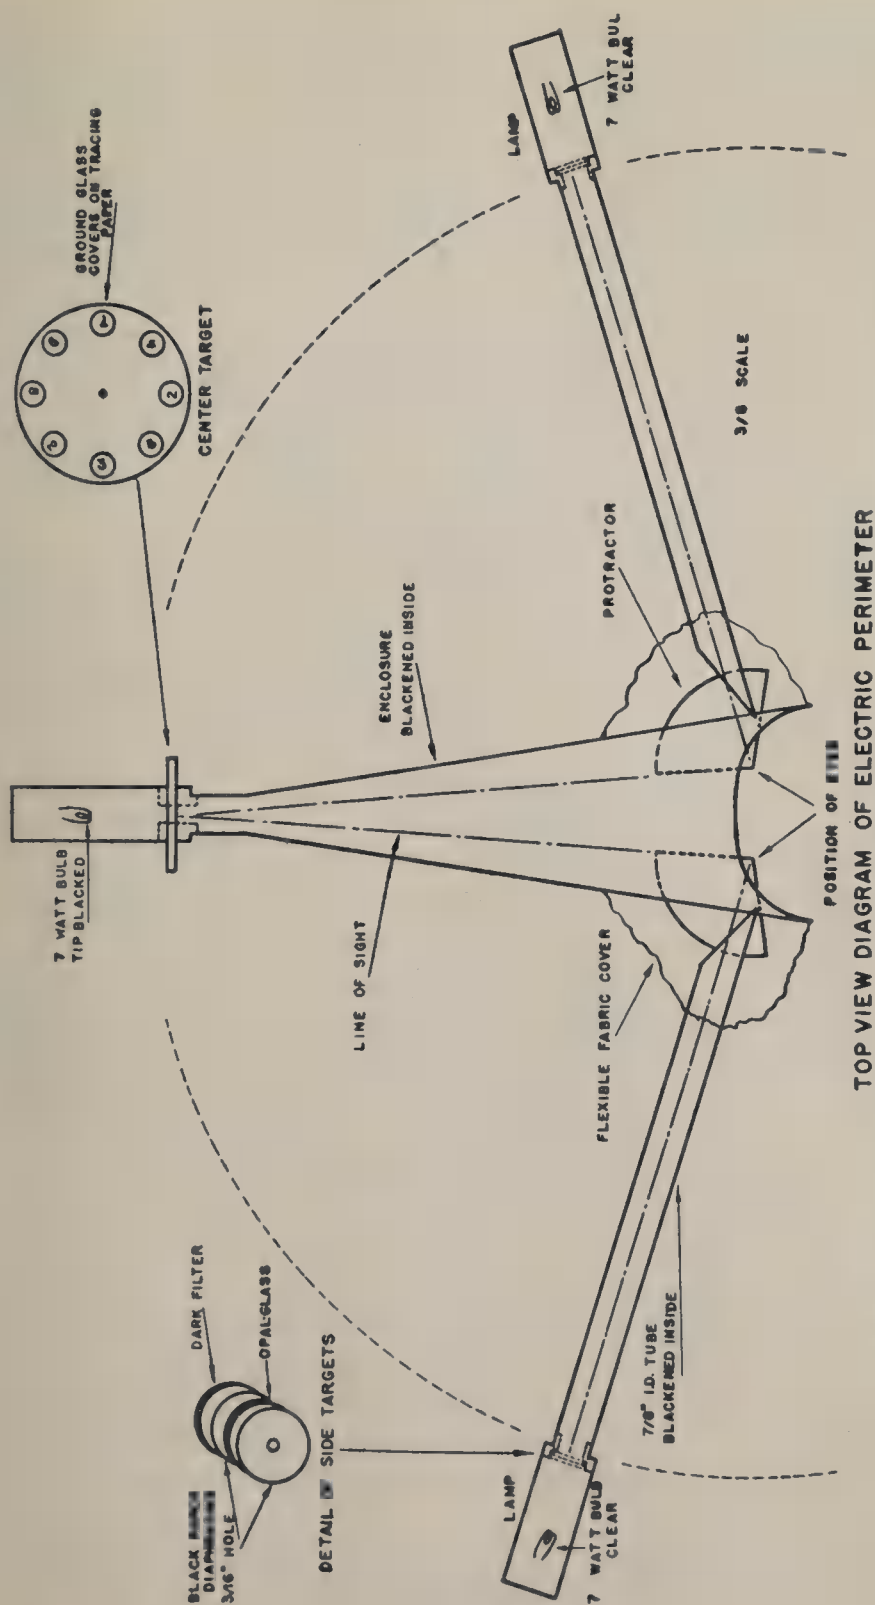 GROUND GLASS
COVERS ON TRACING
PAPER
CENTER TARGET
2
7 WATT BULB
TIP BLACKED
LAMP
7 WATT BUL
CLEAR
3/8 SCALE
ENCLOSURE
BLACKENED INSIDE
PROTRACTOR
LINE OF SIGHT
FLEXIBLE FABRIC COVER
POSITION OF
DARK FILTER
OPAL GLASS
BLACK
3/16" HOLE
DETAIL
SIDE TARGETS
LAMP
7 WATT BULB
CLEAR
7/8" I.D. TUBE
BLACKENED INSIDE
TOP VIEW DIAGRAM OF ELECTRIC PERIMETER